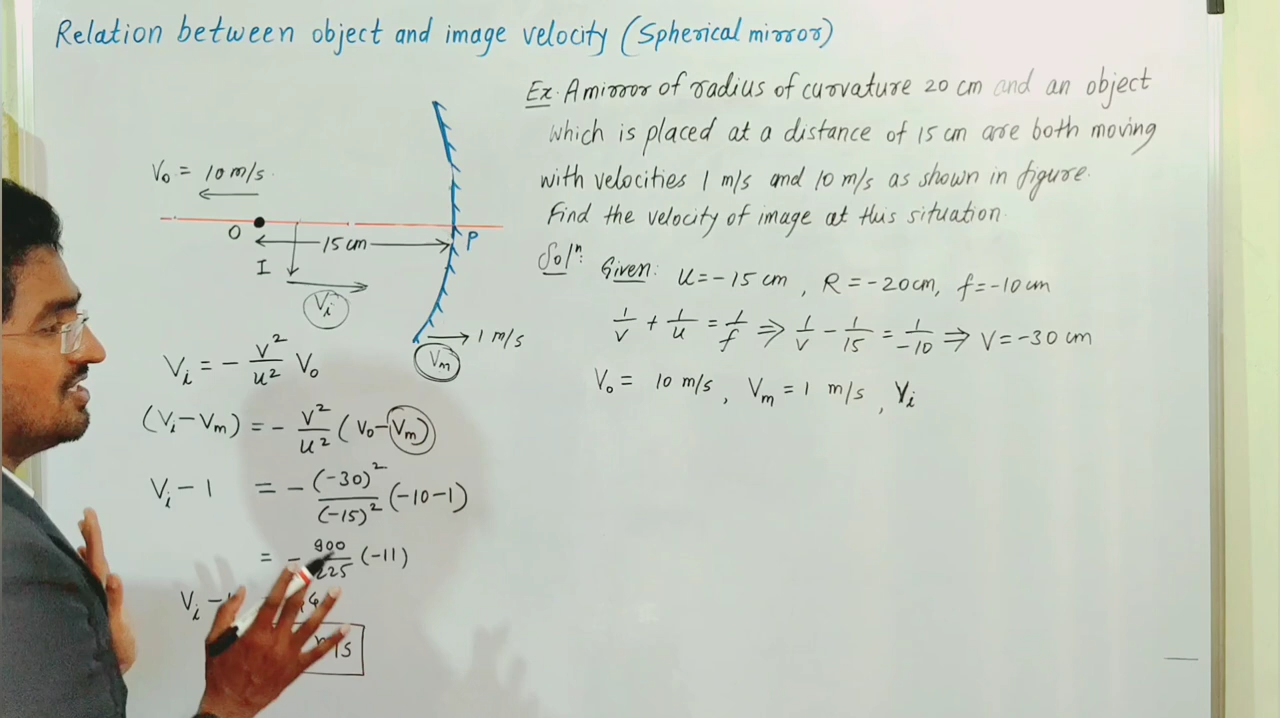 Relation between object and image velocity (Spherical mirror)
Ex. A mirror of radius of curvature 20 cm and an object
which is placed at a distance of 15 cm are both moving
with velocities 1 m/s and 10 m/s as shown in figure.
Find the velocity of image at this situation.
Solⁿ: Given: u = -15 cm, R = -20cm, f = -10 cm
1/v + 1/u = 1/f ⇒ 1/v - 1/15 = 1/-10 ⇒ V = -30 cm
V₀ = 10 m/s, Vₘ = 1 m/s, Vᵢ
V₀ = 10 m/s
O
15 cm
P
I
Vᵢ
1 m/s
Vₘ
Vᵢ = - v²/u² V₀
(Vᵢ - Vₘ) = - v²/u² (V₀ - Vₘ)
Vᵢ - 1 = - (-30)²/(-15)² (-10-1)
= - 900/225 (-11)
Vᵢ -
m/s